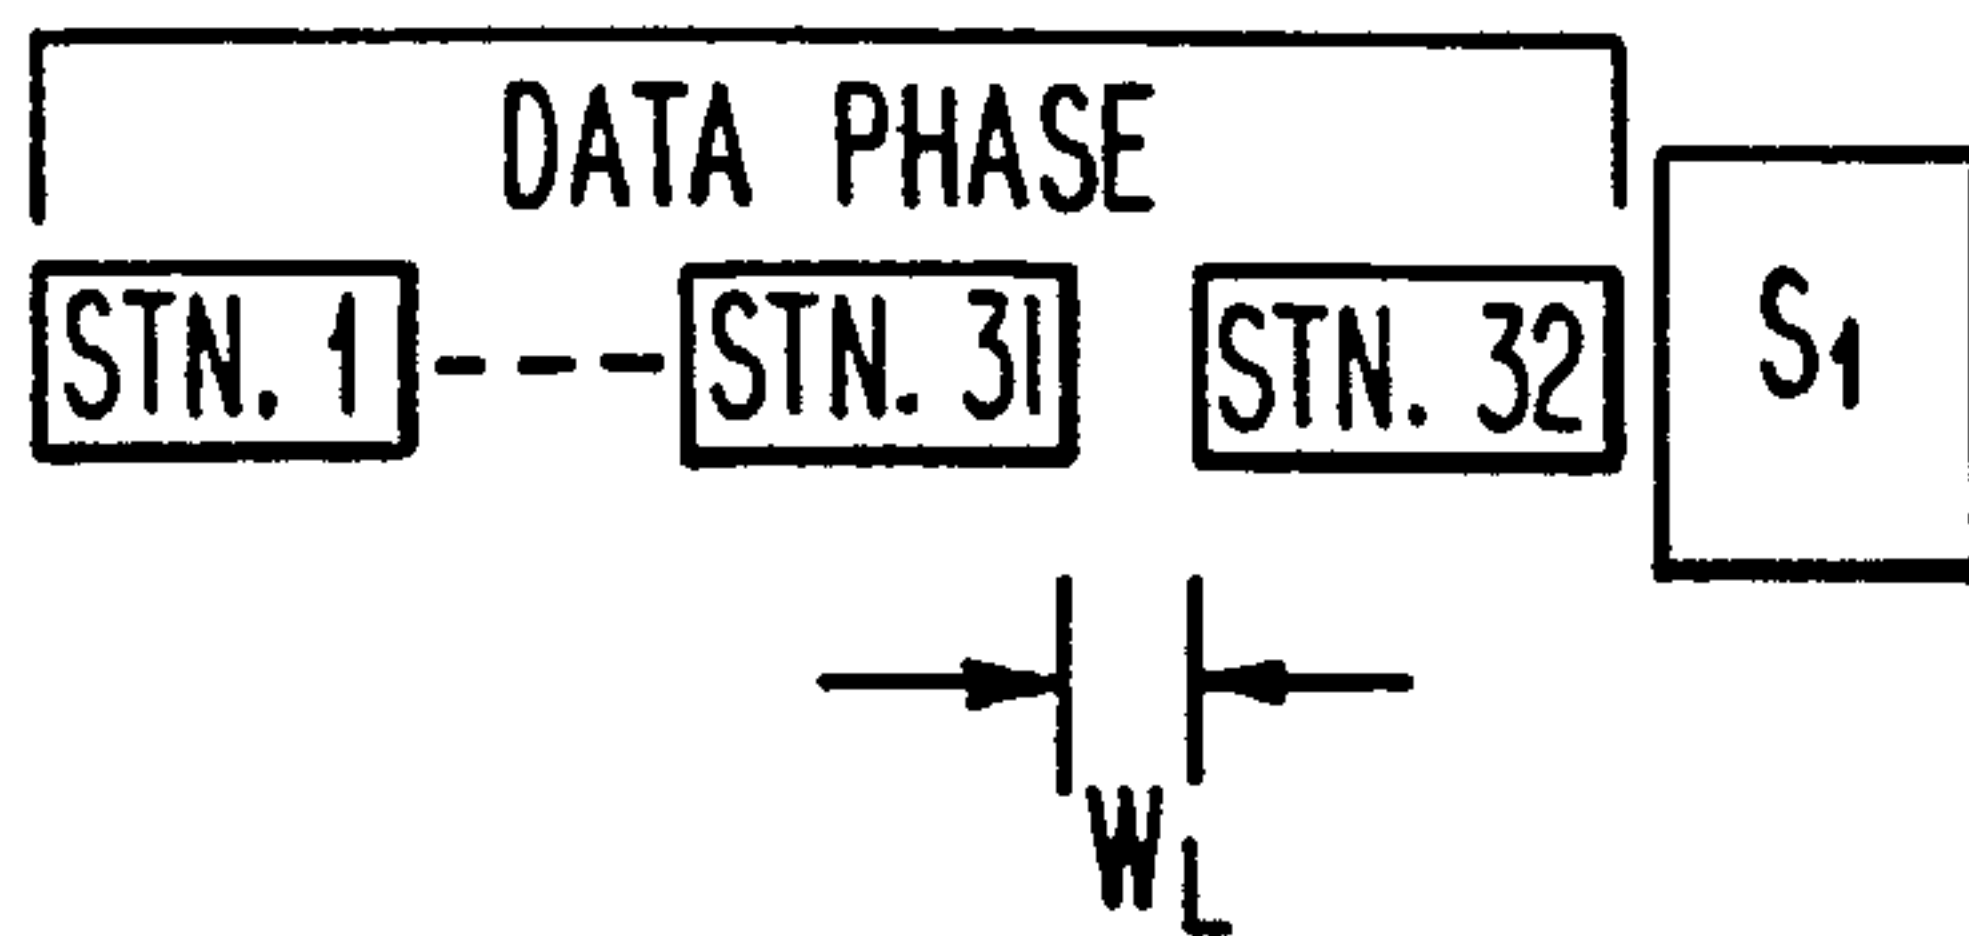 DATA PHASE
STN. 1 --- STN. 31 STN. 32 S1
WL